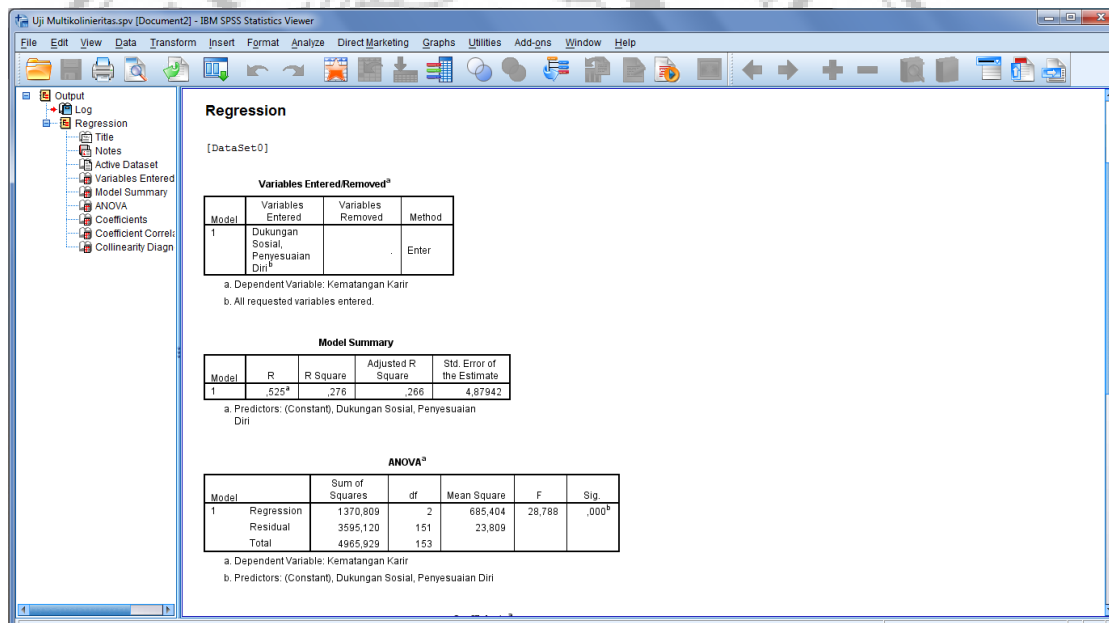 Uji Multikolinieritas.spv [Document2] - IBM SPSS Statistics Viewer
File Edit View Data Transform Insert Format Analyze Direct Marketing Graphs Utilities Add-ons Window Help
Output
Log
Regression
Title
Notes
Active Dataset
Variables Entered
Model Summary
ANOVA
Coefficients
Coefficient Correla
Collinearity Diagn
Regression
[DataSet0]
Variables Entered/Removedᵃ
Model Variables Entered Variables Removed Method
1 Dukungan Sosial, Penyesuaian Diriᵇ . Enter
a. Dependent Variable: Kematangan Karir
b. All requested variables entered.
Model Summary
Model R R Square Adjusted R Square Std. Error of the Estimate
1 ,525ᵃ ,276 ,266 4,87942
a. Predictors: (Constant), Dukungan Sosial, Penyesuaian
Diri
ANOVAᵃ
Model Sum of Squares df Mean Square F Sig.
1 Regression 1370,809 2 685,404 28,788 ,000ᵇ
Residual 3595,120 151 23,809
Total 4965,929 153
a. Dependent Variable: Kematangan Karir
b. Predictors: (Constant), Dukungan Sosial, Penyesuaian Diri